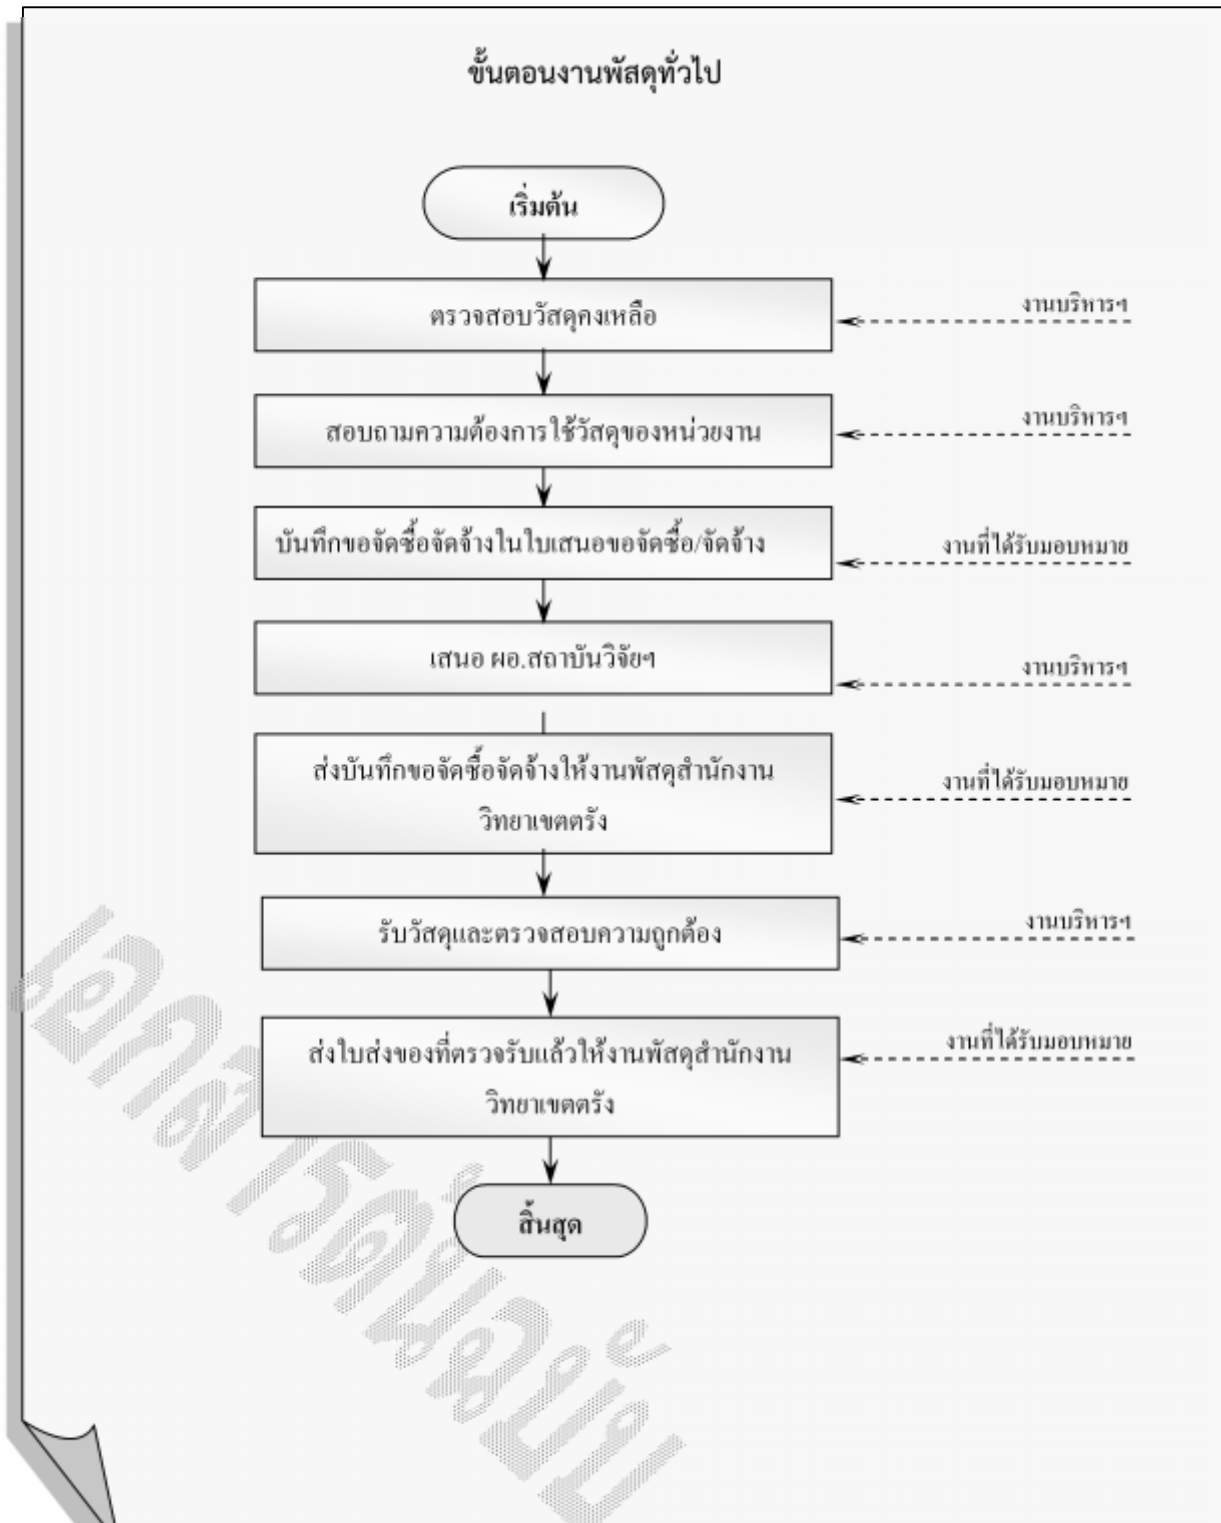 ขั้นตอนงานพัสดุทั่วไป
เริ่มต้น
ตรวจสอบวัสดุคงเหลือ
งานบริหารฯ
สอบถามความต้องการใช้วัสดุของหน่วยงาน
งานบริหารฯ
บันทึกขอจัดซื้อจัดจ้างในใบเสนอขอจัดซื้อ/จัดจ้าง
งานที่ได้รับมอบหมาย
เสนอ ผอ.สถาบันวิจัยฯ
งานบริหารฯ
ส่งบันทึกขอจัดซื้อจัดจ้างให้งานพัสดุสำนักงาน
วิทยาเขตตรัง
งานที่ได้รับมอบหมาย
รับวัสดุและตรวจสอบความถูกต้อง
งานบริหารฯ
ส่งใบส่งของที่ตรวจรับแล้วให้งานพัสดุสำนักงาน
วิทยาเขตตรัง
งานที่ได้รับมอบหมาย
สิ้นสุด
เอกสารต้นฉบับ